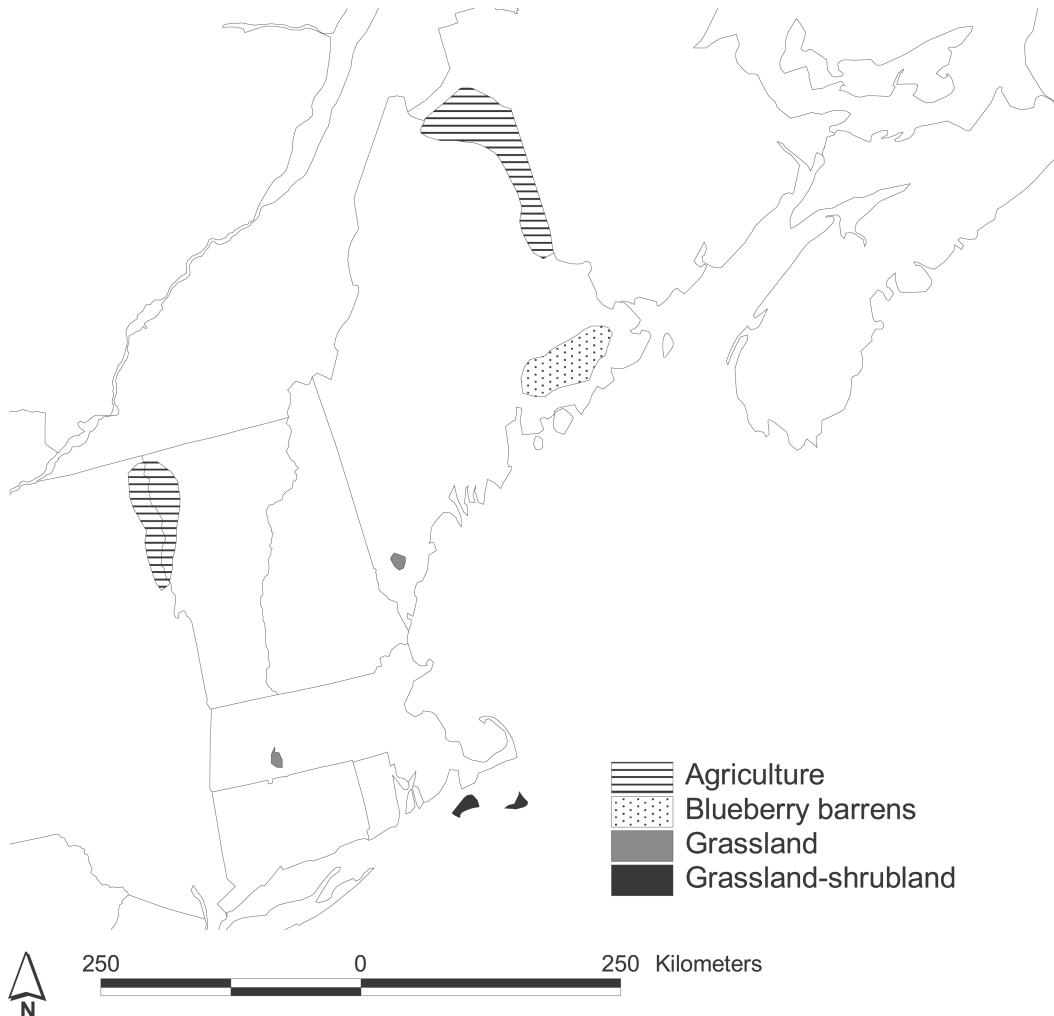 Agriculture
Blueberry barrens
Grassland
Grassland-shrubland
250 0 250 Kilometers
N